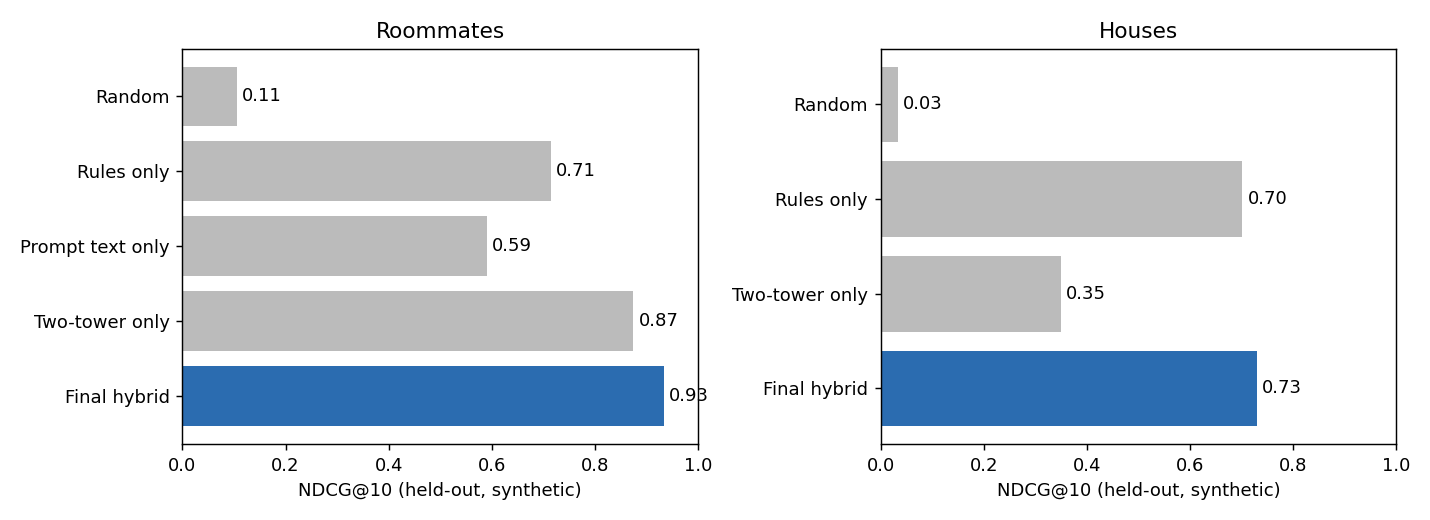 Roommates
Random
0.11
Rules only
0.71
Prompt text only
0.59
Two-tower only
0.87
Final hybrid
0.93
0.0 0.2 0.4 0.6 0.8 1.0
NDCG@10 (held-out, synthetic)
Houses
Random
0.03
Rules only
0.70
Two-tower only
0.35
Final hybrid
0.73
0.0 0.2 0.4 0.6 0.8 1.0
NDCG@10 (held-out, synthetic)